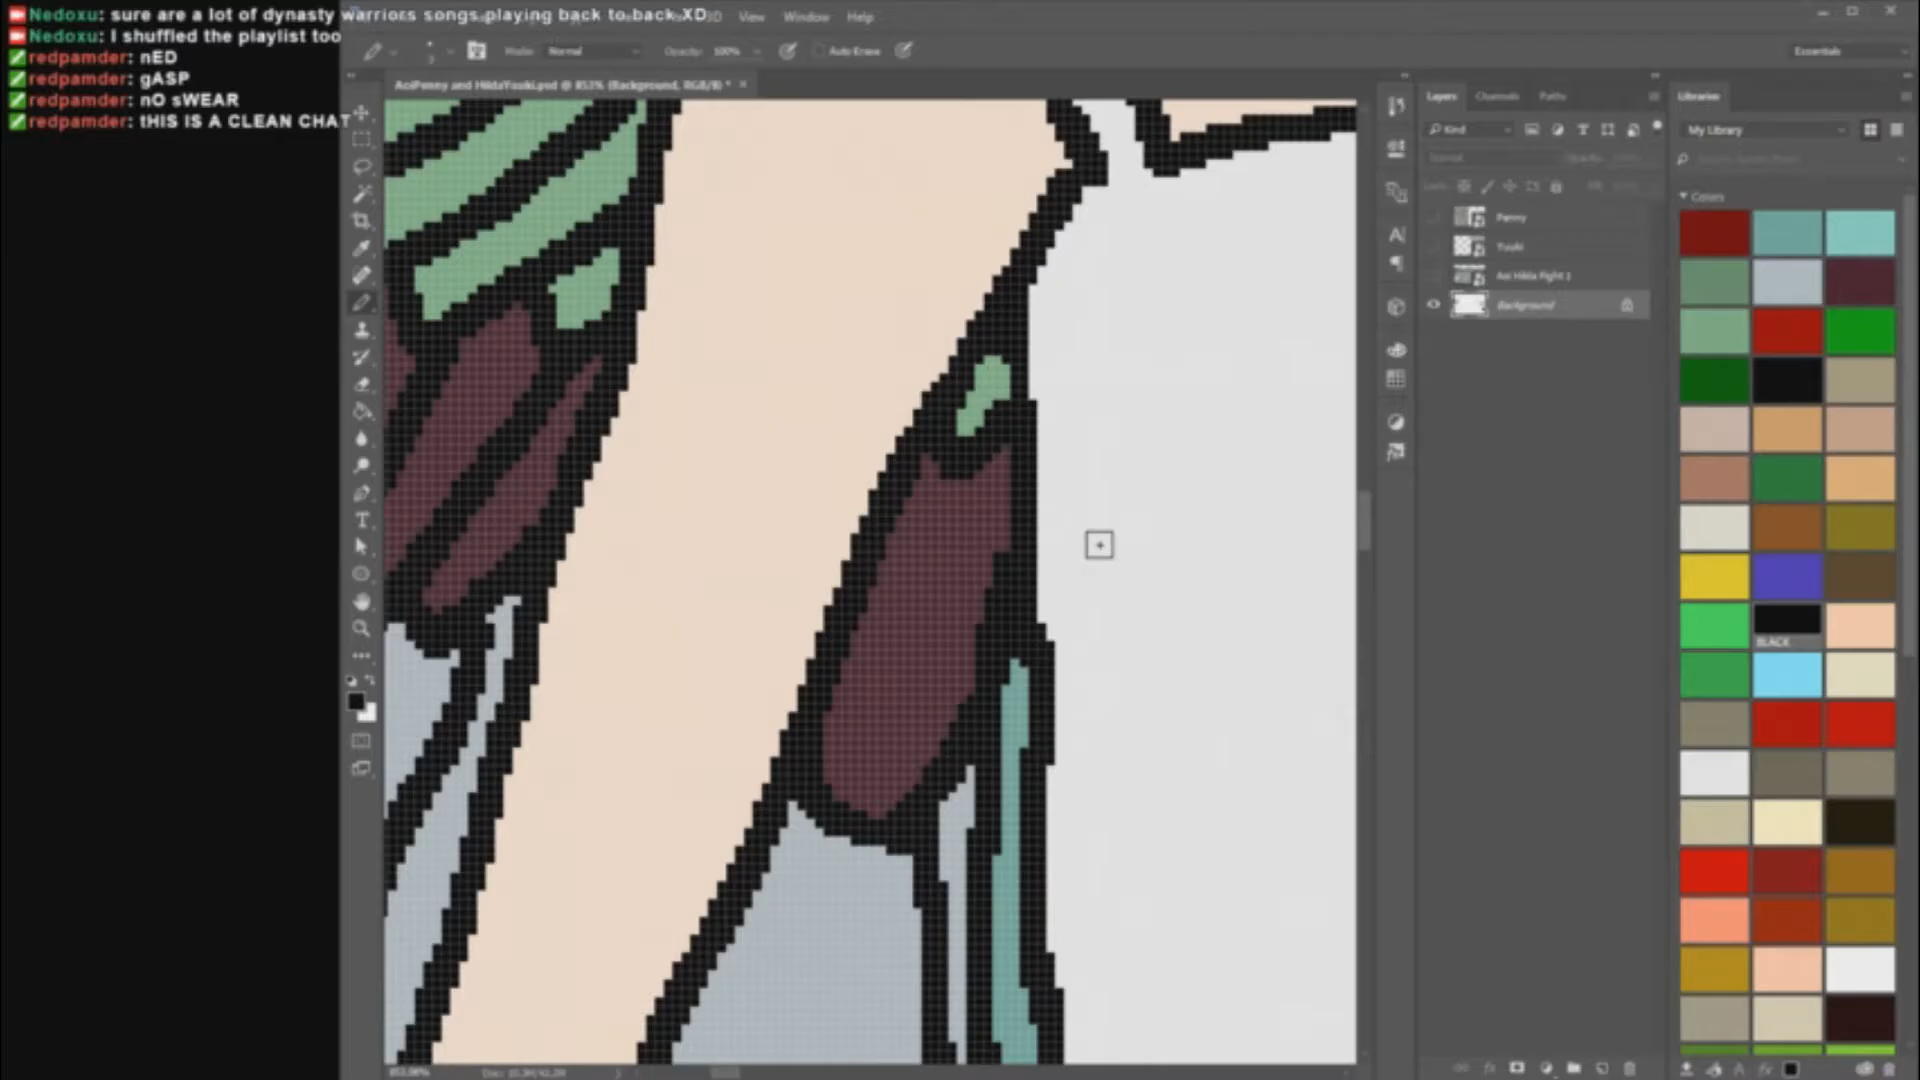 Nedoxu: sure are a lot of dynasty warriors songs playing back to back XD
Nedoxu: I shuffled the playlist too
redpamder: nED
redpamder: gASP
redpamder: nO sWEAR
redpamder: tHIS IS A CLEAN CHAT
3D View Window Help
Mode: Normal Opacity: 100% Auto Erase Essentials
AoiPenny and HildaYuuki.psd @ 853% (Background, RGB/8) *
Layers Channels Paths
Libraries
Kind
My Library
Normal
Colors
Penny
Yuuki
Aoi Hilda Fight 2
Background
BLACK